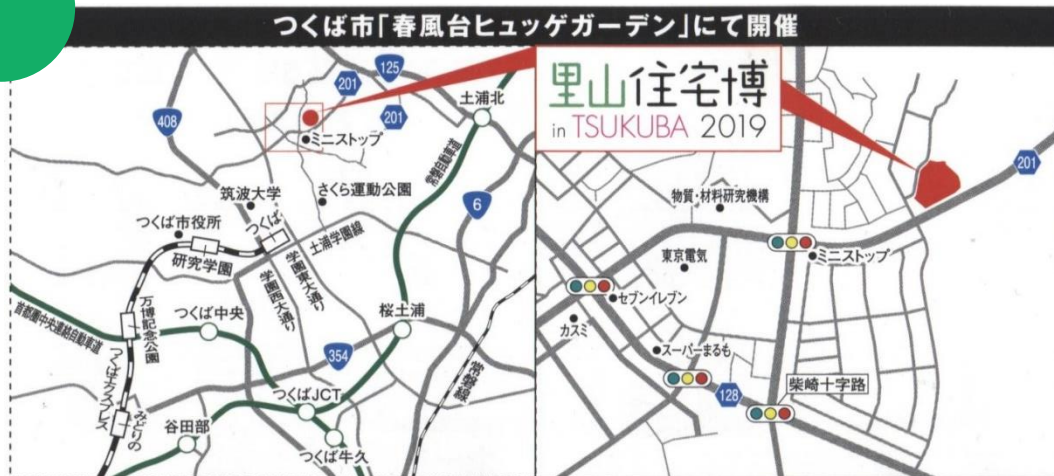 つくば市「春風台ヒュッゲガーデン」にて開催
125
201
土浦北
408
201
ミニストップ
常磐自動車道
筑波大学
さくら運動公園
6
つくば市役所
つくば
土浦学園線
研究学園
学園東大通り
学園西大通り
万博記念公園
首都圏中央連絡自動車道
つくば中央
桜土浦
354
つくばエクスプレス
みどりの
つくばJCT
常磐線
谷田部
つくば牛久
里山住宅博
in TSUKUBA 2019
201
物質・材料研究機構
東京電気
ミニストップ
セブンイレブン
カスミ
スーパーまるも
128
柴崎十字路